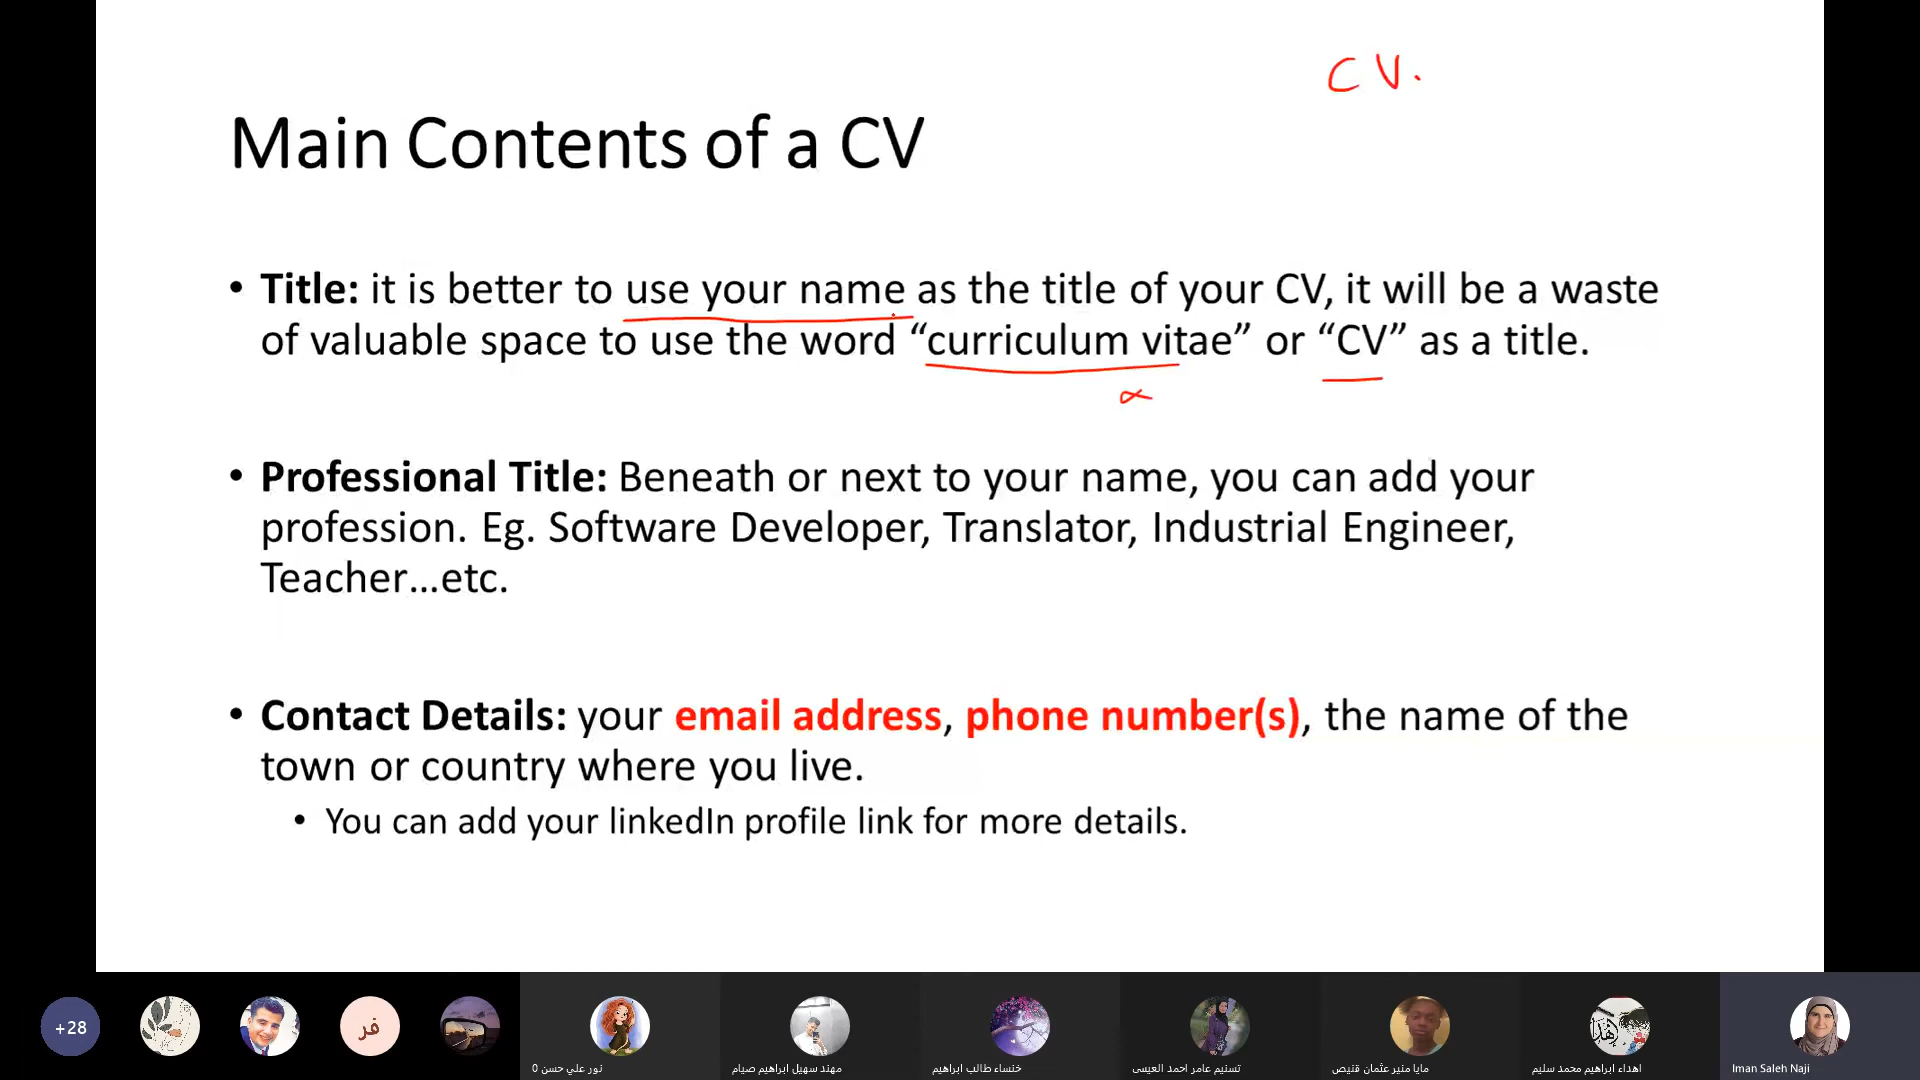 CV.
Main Contents of a CV
• Title: it is better to use your name as the title of your CV, it will be a waste
of valuable space to use the word “curriculum vitae” or “CV” as a title.
• Professional Title: Beneath or next to your name, you can add your
profession. Eg. Software Developer, Translator, Industrial Engineer,
Teacher...etc.
• Contact Details: your email address, phone number(s), the name of the
town or country where you live.
• You can add your linkedIn profile link for more details.
+28
فر
نور علي حسن 0
مهند سهيل ابراهيم صيام
خنساء طالب ابراهيم
تسنيم عامر احمد العيسى
مايا منير عثمان قنيص
اهداء ابراهيم محمد سليم
Iman Saleh Naji